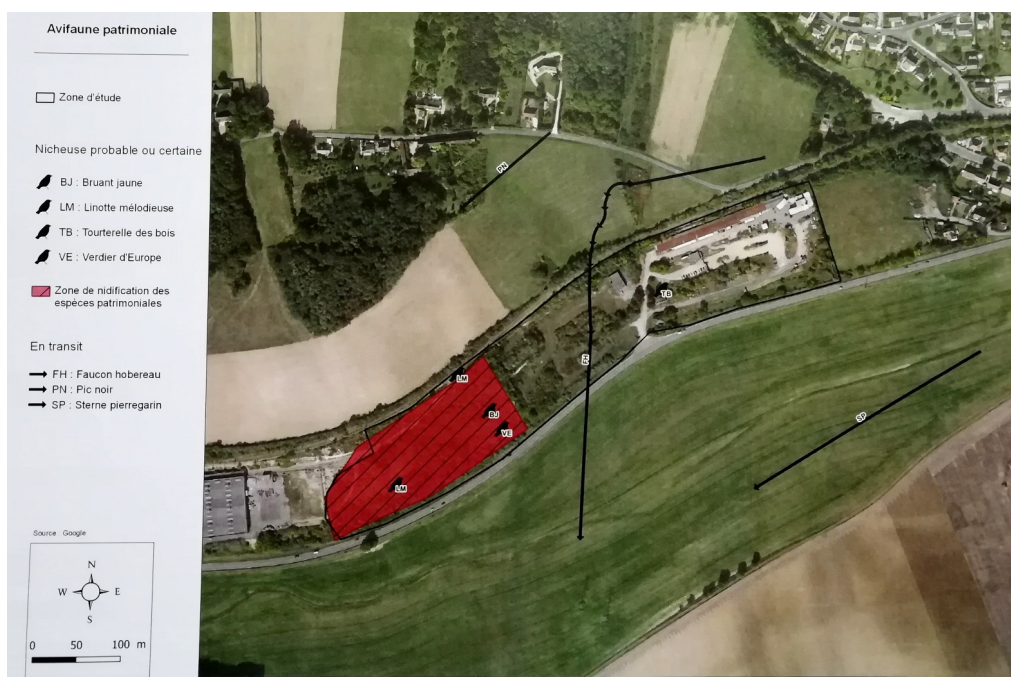 Avifaune patrimoniale
Zone d'étude
Nicheuse probable ou certaine
BJ : Bruant jaune
LM : Linotte mélodieuse
TB : Tourterelle des bois
VE : Verdier d'Europe
Zone de nidification des
espèces patrimoniales
En transit
FH : Faucon hobereau
PN : Pic noir
SP : Sterne pierregarin
Source : Google
N
W E
S
0 50 100 m
PN
TB
FH
LM
BJ
VE
SP
LM